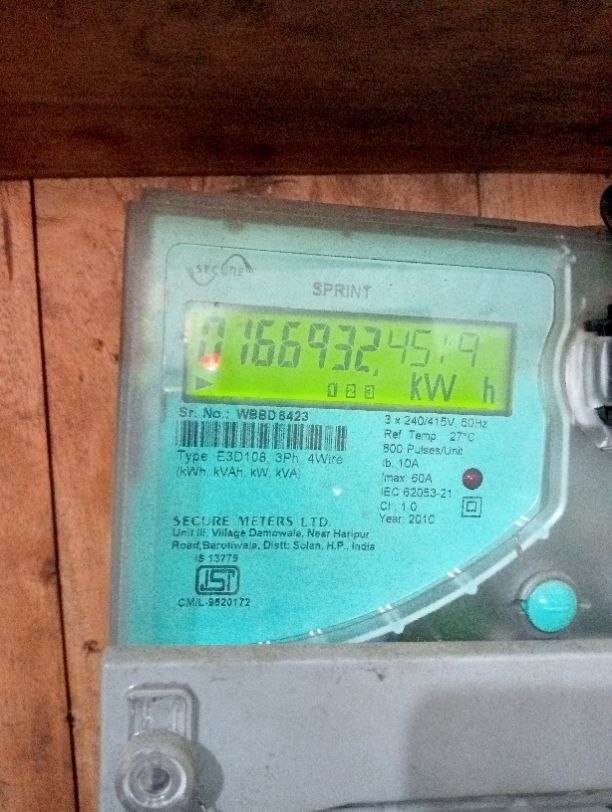 SECURE
SPRINT
0166932.4519
1 2 3 kW h
Sr. No.: WBBD6423
Type E3D108, 3Ph, 4Wire
(kWh, kVAh, kW, kVA)
3 x 240/415V, 50Hz
Ref. Temp 27°C
800 Pulses/Unit
Ib. 10A
Imax 60A
IEC 62053-21
Cl. 1.0
Year: 2010
SECURE METERS LTD.
Unit III, Village Damowala, Near Haripur
Road,Barotiwala, Distt: Solan, H.P., India
IS 13779
ISI
CM/L-9520172